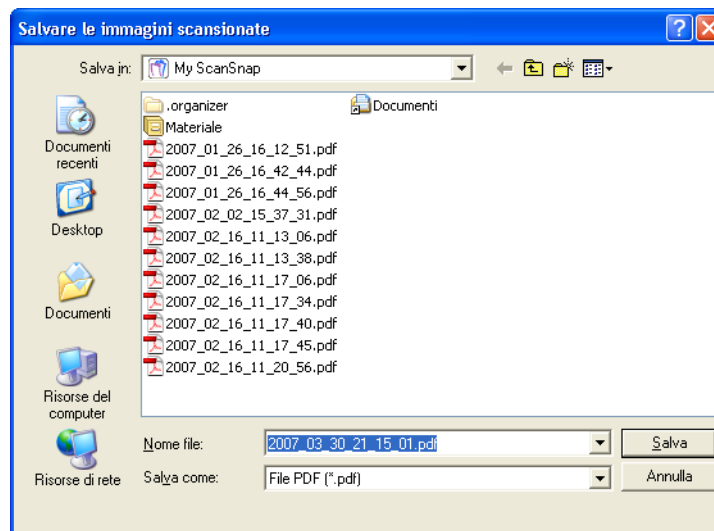 Salvare le immagini scansionate
Salva in: My ScanSnap
Documenti recenti
Desktop
Documenti
Risorse del computer
Risorse di rete
.organizer
Documenti
Materiale
2007_01_26_16_12_51.pdf
2007_01_26_16_42_44.pdf
2007_01_26_16_44_56.pdf
2007_02_02_15_37_31.pdf
2007_02_16_11_13_06.pdf
2007_02_16_11_13_38.pdf
2007_02_16_11_17_06.pdf
2007_02_16_11_17_34.pdf
2007_02_16_11_17_40.pdf
2007_02_16_11_17_45.pdf
2007_02_16_11_20_56.pdf
Nome file: 2007_03_30_21_15_01.pdf Salva
Salva come: File PDF (*.pdf) Annulla